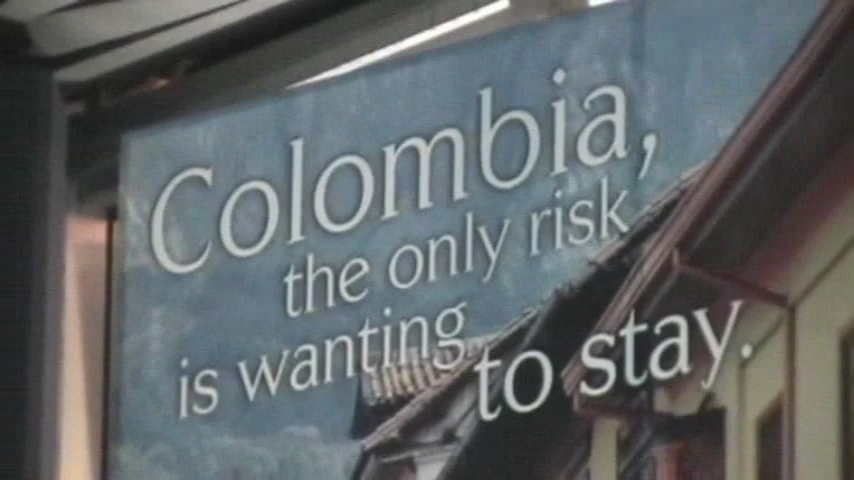 Colombia,
the only risk
is wanting to stay.